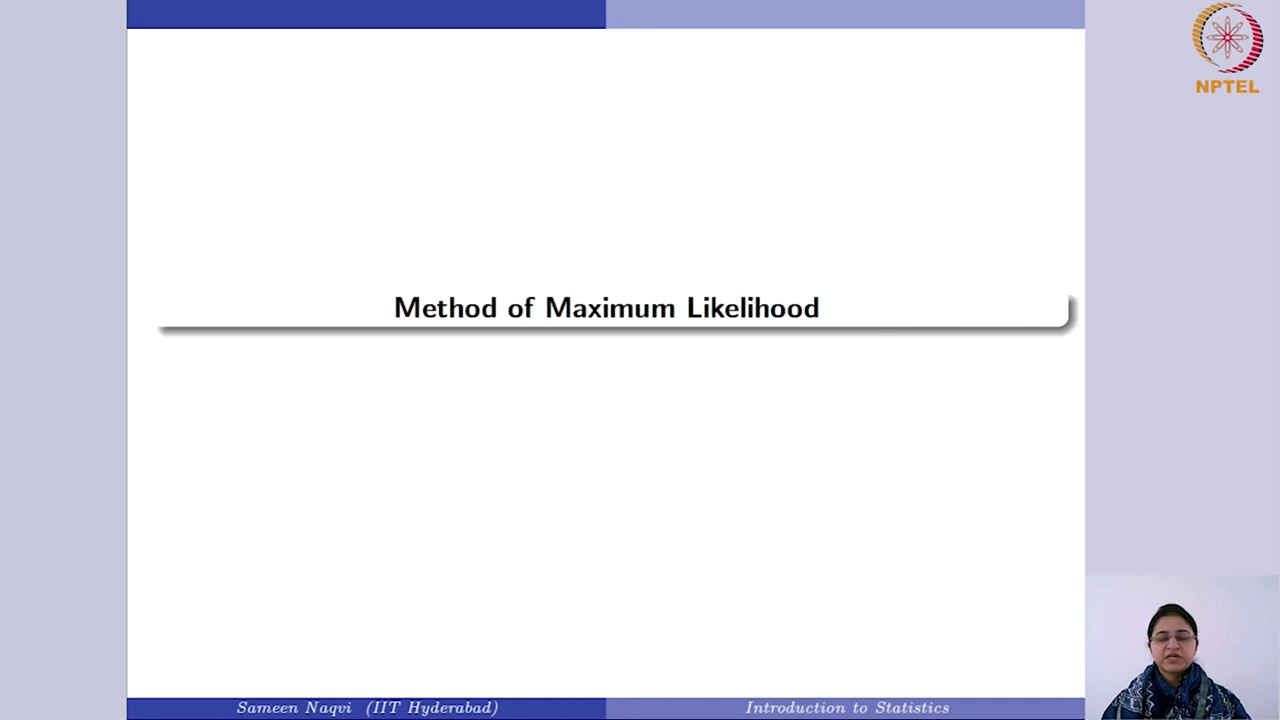 NPTEL
Method of Maximum Likelihood
Sameen Naqvi (IIT Hyderabad)
Introduction to Statistics